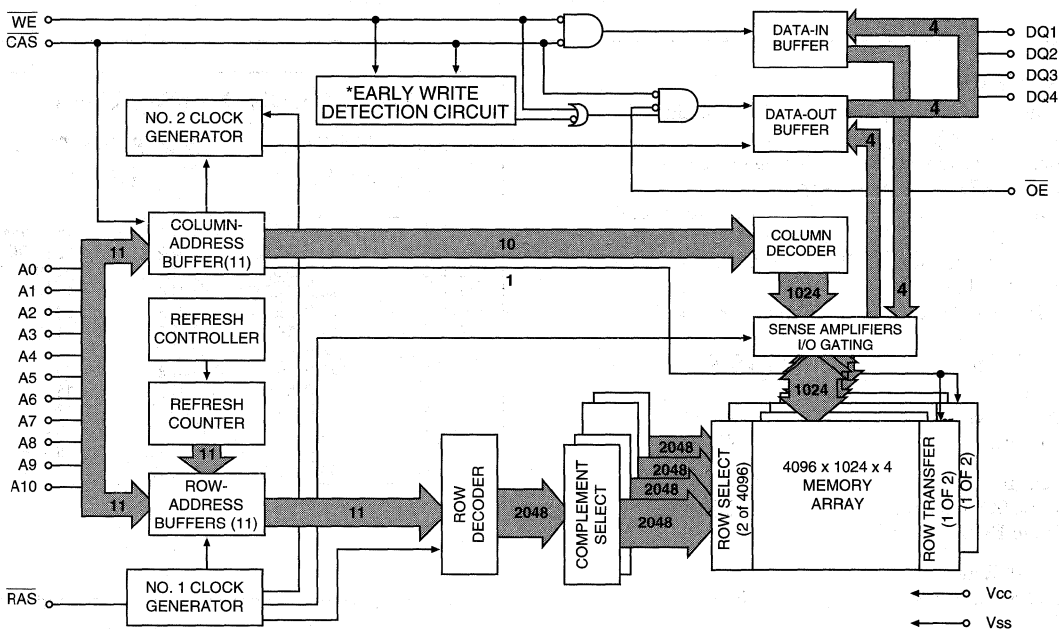 WE
CAS
*EARLY WRITE
DETECTION CIRCUIT
DATA-IN
BUFFER
4
4
DQ1
DQ2
DQ3
DQ4
NO. 2 CLOCK
GENERATOR
DATA-OUT
BUFFER
4
4
OE
COLUMN-
ADDRESS
BUFFER(11)
11
10
1
COLUMN
DECODER
1024
A0
A1
A2
A3
A4
A5
A6
A7
A8
A9
A10
REFRESH
CONTROLLER
SENSE AMPLIFIERS
I/O GATING
1024
REFRESH
COUNTER
11
ROW-
ADDRESS
BUFFERS (11)
11
11
ROW
DECODER
2048
COMPLEMENT
SELECT
2048
2048
2048
2048
ROW SELECT
(2 of 4096)
4096 x 1024 x 4
MEMORY
ARRAY
ROW TRANSFER
(1 OF 2)
(1 OF 2)
NO. 1 CLOCK
GENERATOR
RAS
Vcc
Vss